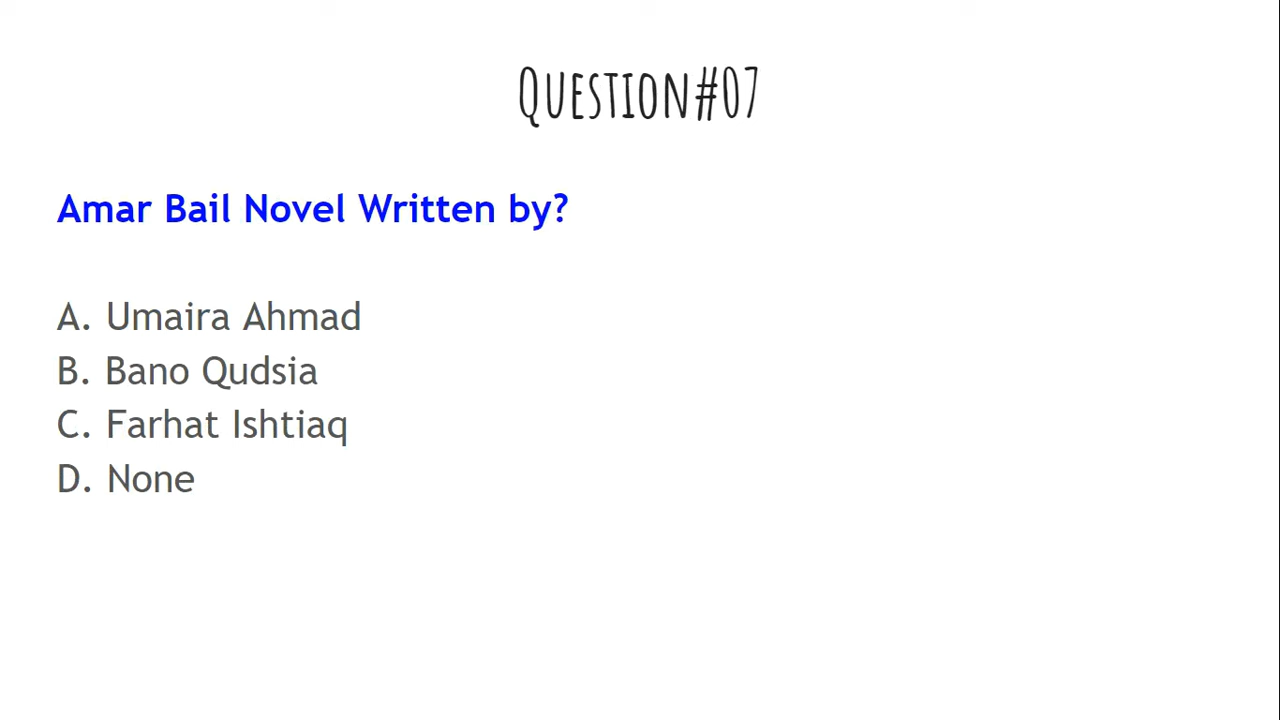 Question#07
Amar Bail Novel Written by?
A. Umaira Ahmad
B. Bano Qudsia
C. Farhat Ishtiaq
D. None